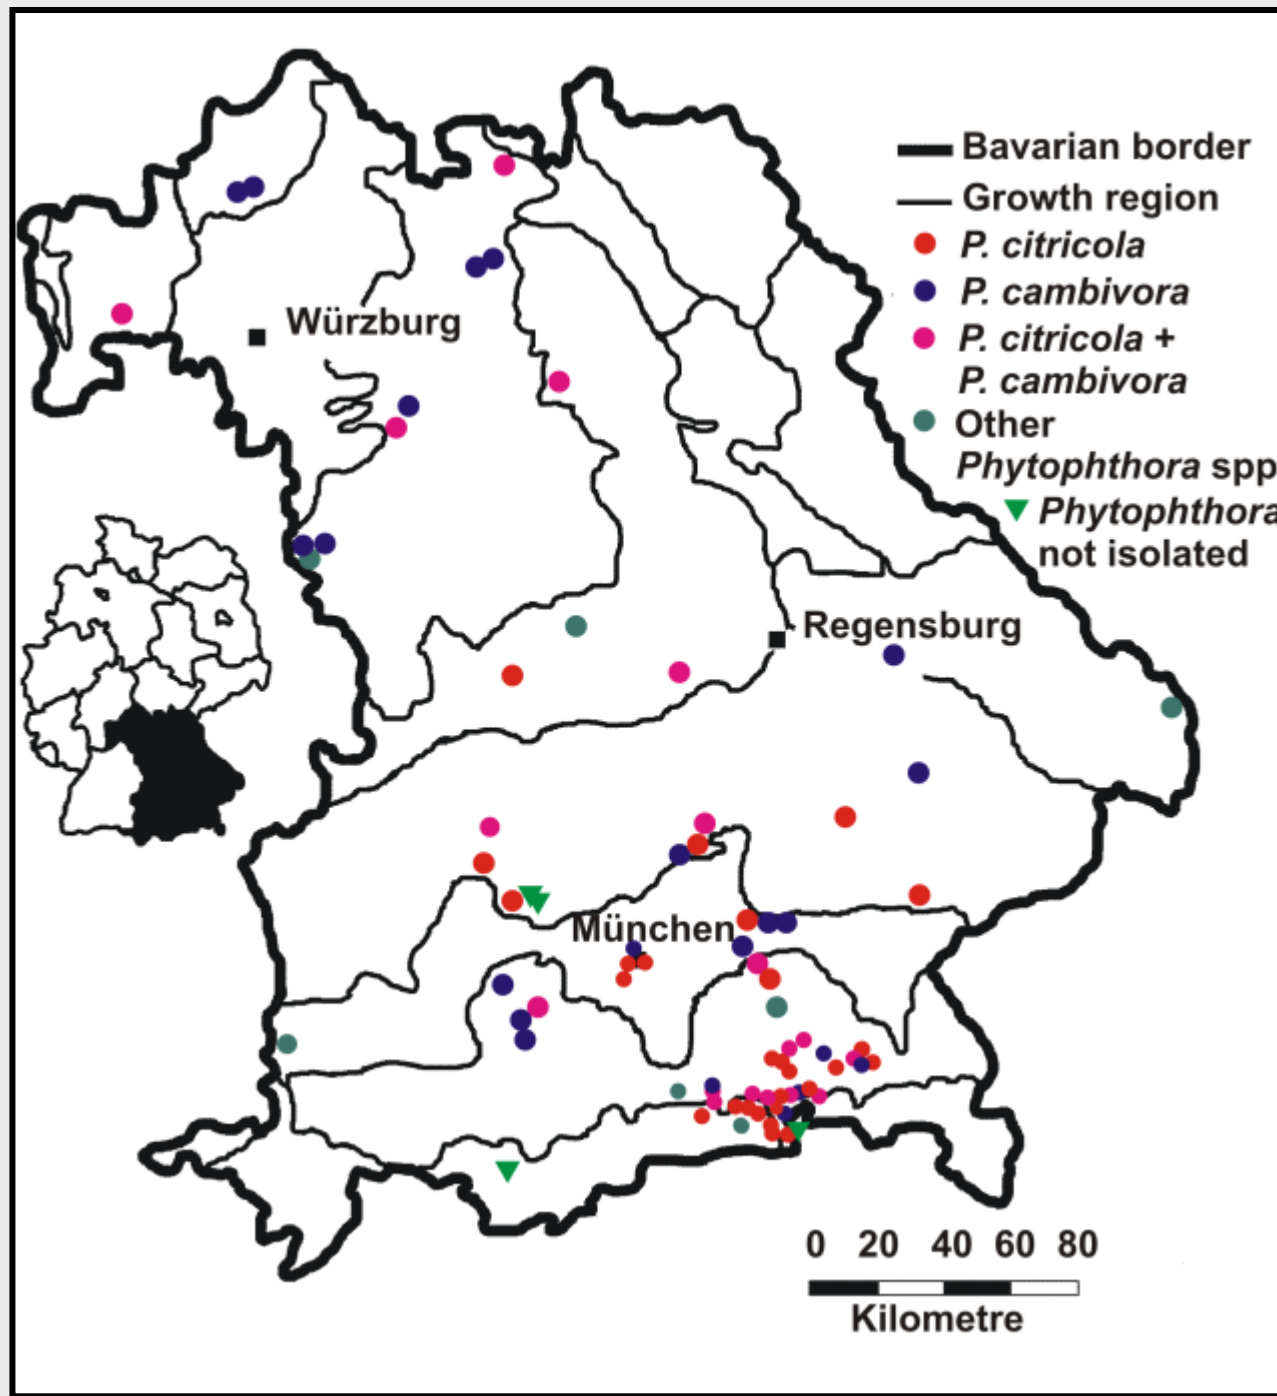 Bavarian border
Growth region
P. citricola
P. cambivora
P. citricola +
P. cambivora
Other
Phytophthora spp
Phytophthora
not isolated
Würzburg
Regensburg
München
0 20 40 60 80
Kilometre